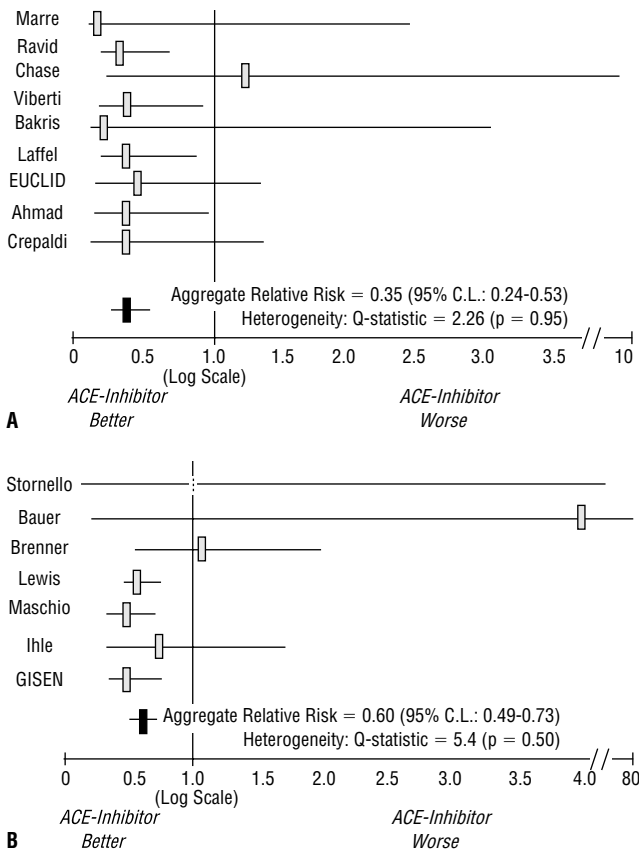 Marre
Ravid
Chase
Viberti
Bakris
Laffel
EUCLID
Ahmad
Crepaldi
Aggregate Relative Risk = 0.35 (95% C.L.: 0.24-0.53)
Heterogeneity: Q-statistic = 2.26 (p = 0.95)
0 0.5 1.0 1.5 2.0 2.5 3.0 3.5 // 10
(Log Scale)
ACE-Inhibitor Better
ACE-Inhibitor Worse
A
Stornello
Bauer
Brenner
Lewis
Maschio
Ihle
GISEN
Aggregate Relative Risk = 0.60 (95% C.L.: 0.49-0.73)
Heterogeneity: Q-statistic = 5.4 (p = 0.50)
0 0.5 1.0 2.0 2.5 3.0 3.5 4.0 // 80
(Log Scale)
ACE-Inhibitor Better
ACE-Inhibitor Worse
B